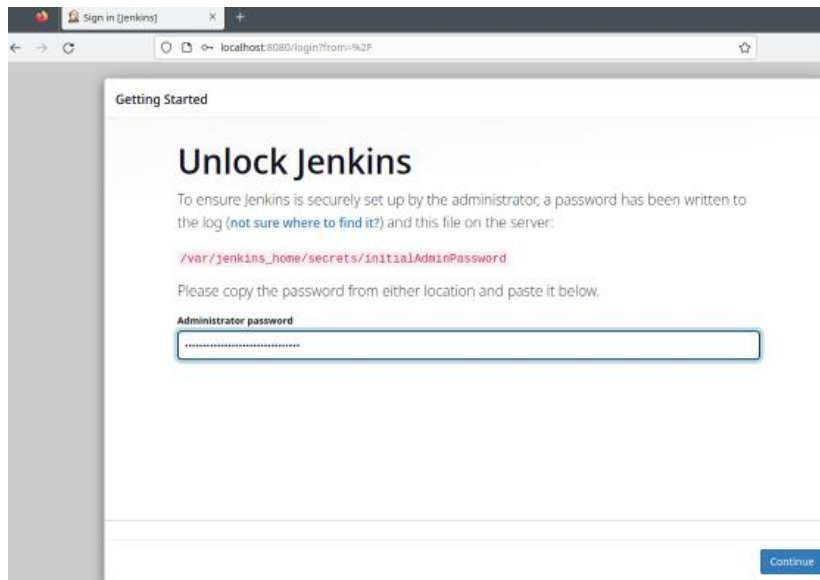 Sign in [Jenkins]
localhost:8080/login?from=%2F
Getting Started
Unlock Jenkins
To ensure Jenkins is securely set up by the administrator, a password has been written to
the log (not sure where to find it?) and this file on the server:
/var/jenkins_home/secrets/initialAdminPassword
Please copy the password from either location and paste it below.
Administrator password
Continue